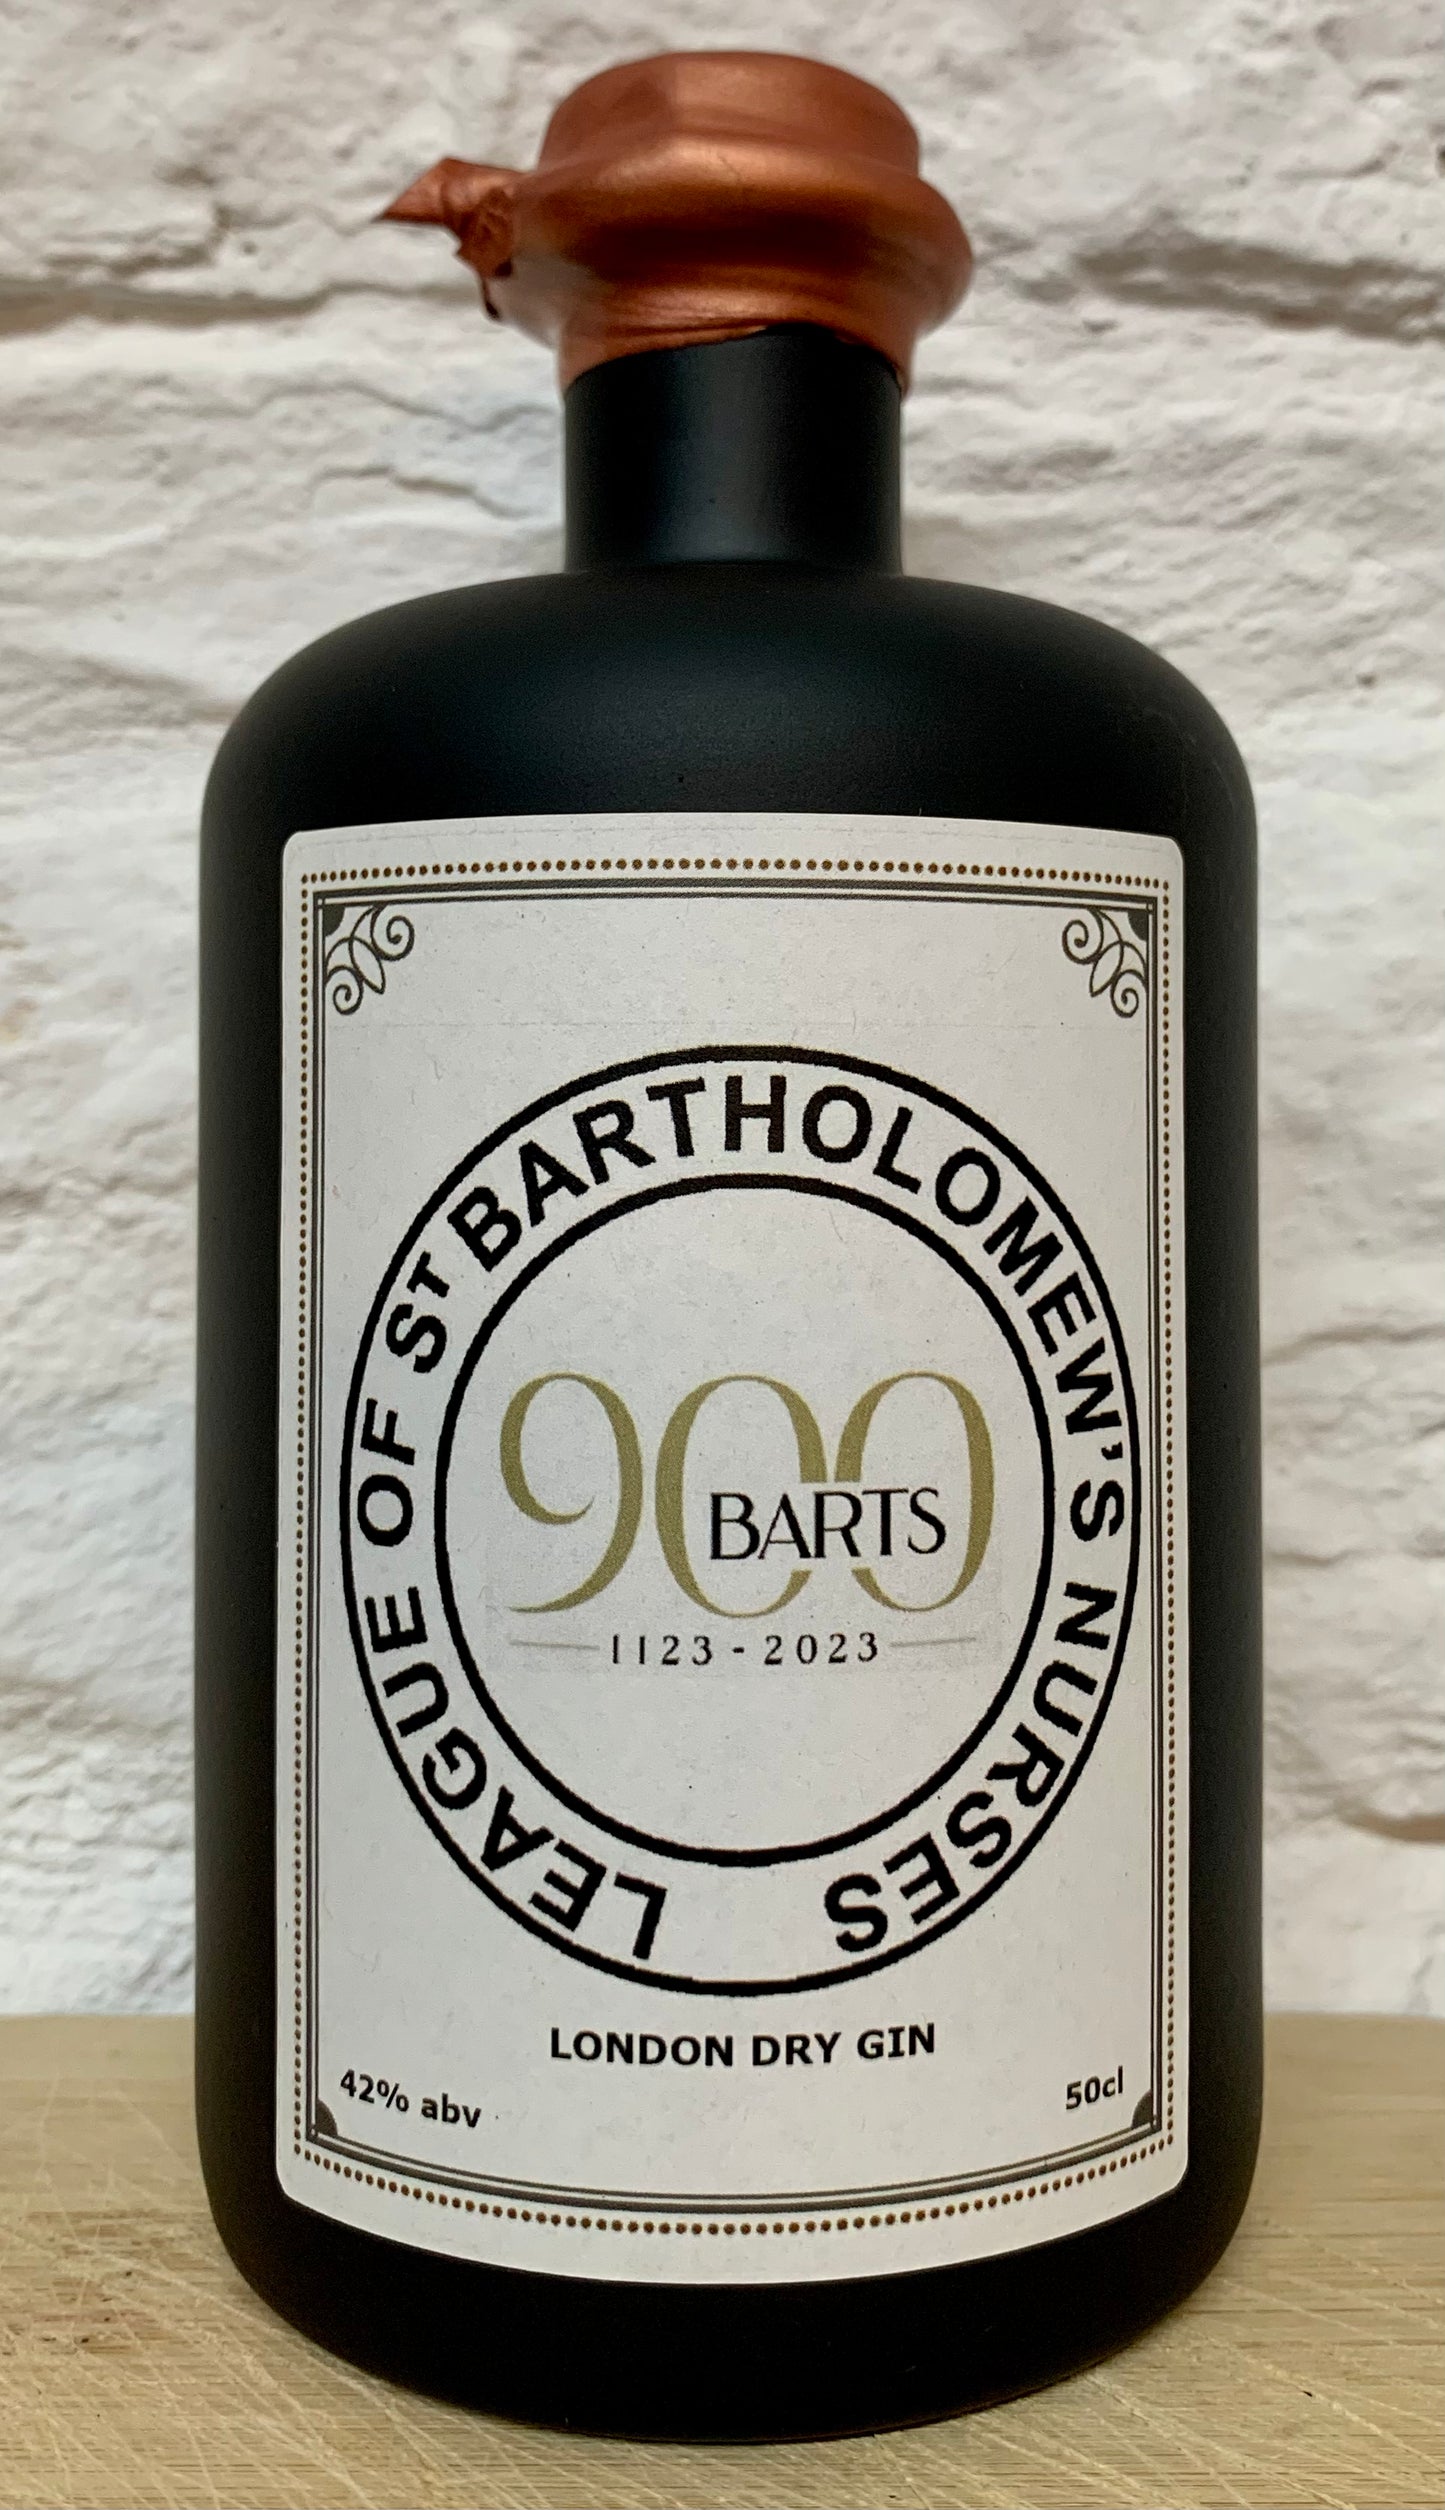 LEAGUE OF ST BARTHOLOMEW'S NURSES
900
BARTS
1123 - 2023
LONDON DRY GIN
42% abv
50cl